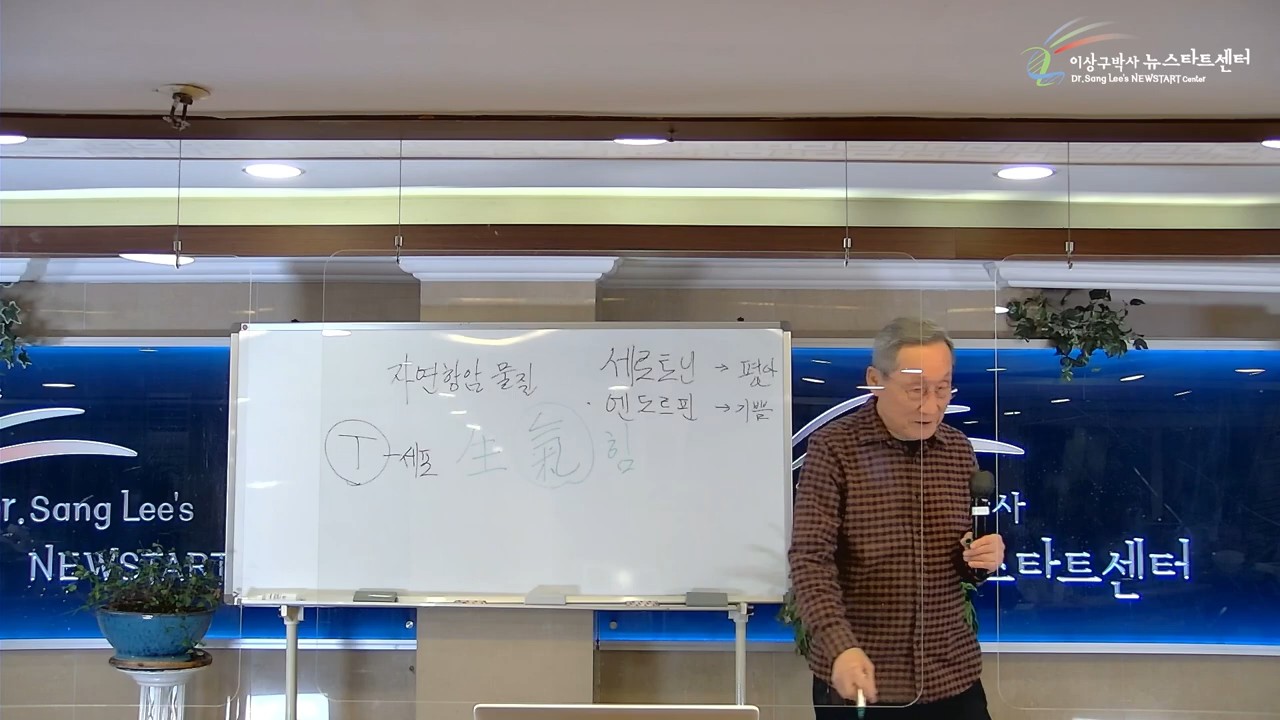 이상구박사 뉴스타트센터
Dr. Sang Lee's NEWSTART Center
자연항암 물질
세로토닌 → 편안
· 엔도르핀 → 기쁨
T-세포 生氣 힘
r. Sang Lee's
NEWSTART
사
스타트센터